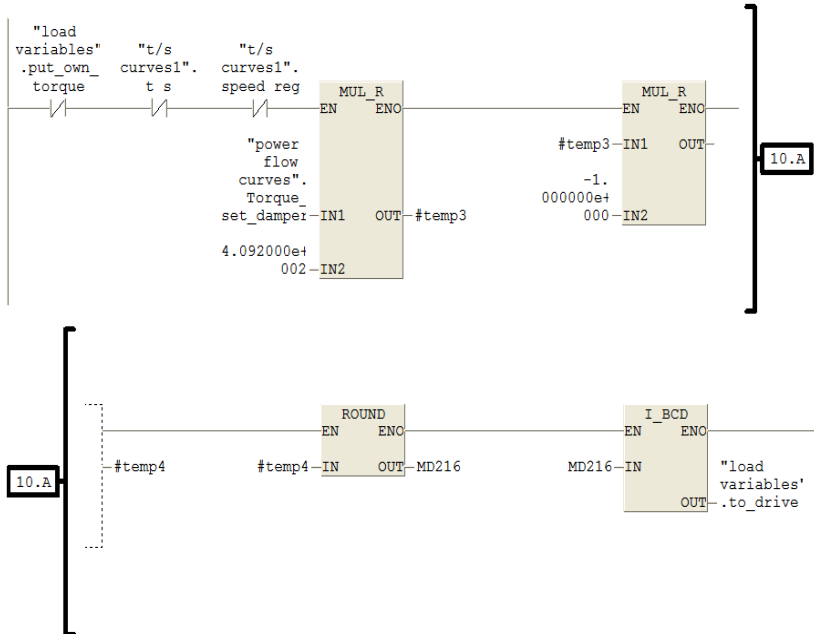 "load
variables"
.put_own_
torque
"t/s
curves1".
t s
"t/s
curves1".
speed reg
MUL_R
EN ENO
"power
flow
curves".
Torque_
set_damper
IN1 OUT
#temp3
4.092000e+
002
IN2
MUL_R
EN ENO
#temp3
IN1 OUT
-1.
000000e+
000
IN2
10.A
10.A
#temp4
ROUND
EN ENO
#temp4
IN OUT
MD216
I_BCD
EN ENO
MD216
IN
"load
variables'
OUT
.to_drive